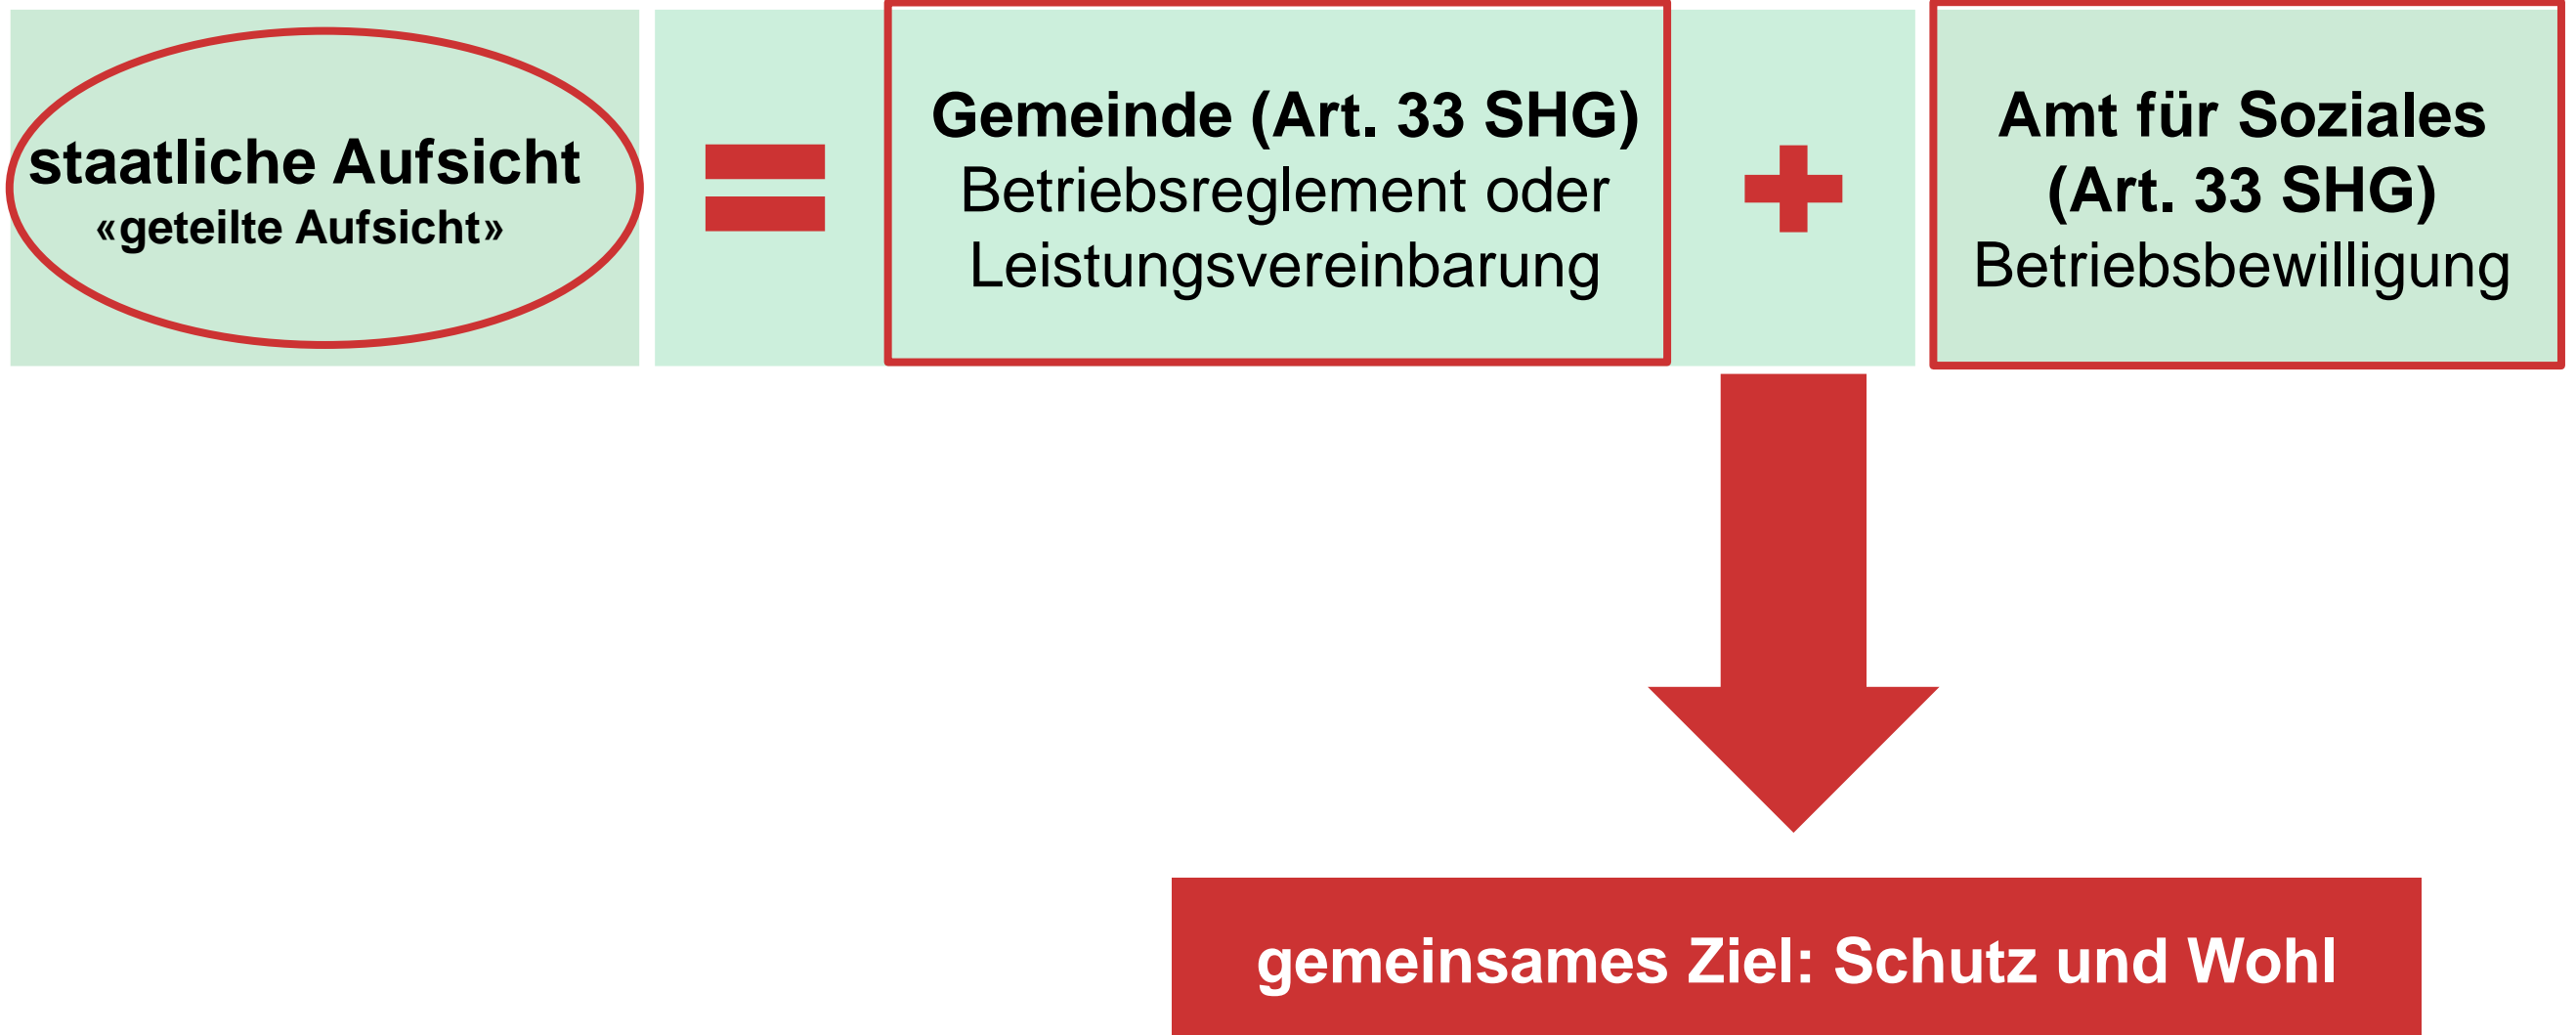 staatliche Aufsicht
«geteilte Aufsicht»
Gemeinde (Art. 33 SHG)
Betriebsreglement oder
Leistungsvereinbarung
Amt für Soziales
(Art. 33 SHG)
Betriebsbewilligung
gemeinsames Ziel: Schutz und Wohl